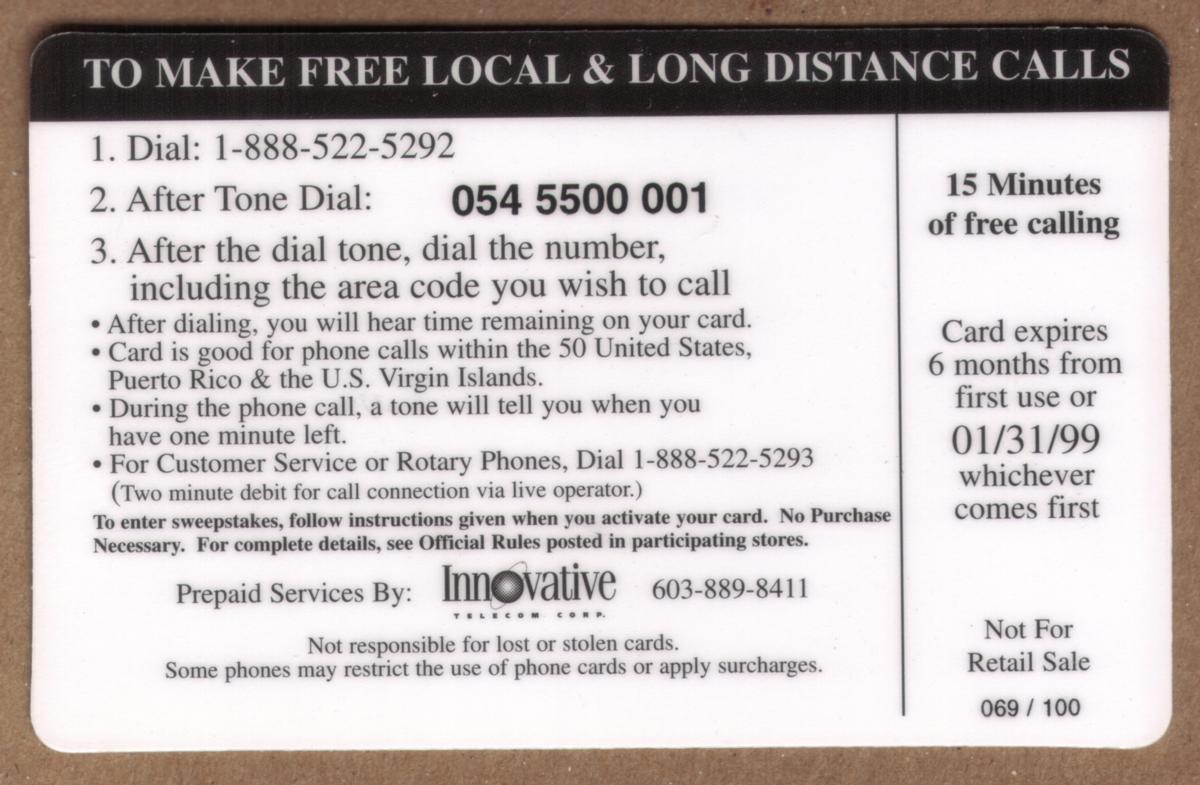 TO MAKE FREE LOCAL & LONG DISTANCE CALLS
1. Dial: 1-888-522-5292
2. After Tone Dial: 054 5500 001
3. After the dial tone, dial the number,
including the area code you wish to call
• After dialing, you will hear time remaining on your card.
• Card is good for phone calls within the 50 United States,
Puerto Rico & the U.S. Virgin Islands.
• During the phone call, a tone will tell you when you
have one minute left.
• For Customer Service or Rotary Phones, Dial 1-888-522-5293
(Two minute debit for call connection via live operator.)
To enter sweepstakes, follow instructions given when you activate your card. No Purchase
Necessary. For complete details, see Official Rules posted in participating stores.
Prepaid Services By: Innovative 603-889-8411
TELECOM CORP.
Not responsible for lost or stolen cards.
Some phones may restrict the use of phone cards or apply surcharges.
15 Minutes
of free calling
Card expires
6 months from
first use or
01/31/99
whichever
comes first
Not For
Retail Sale
069 / 100